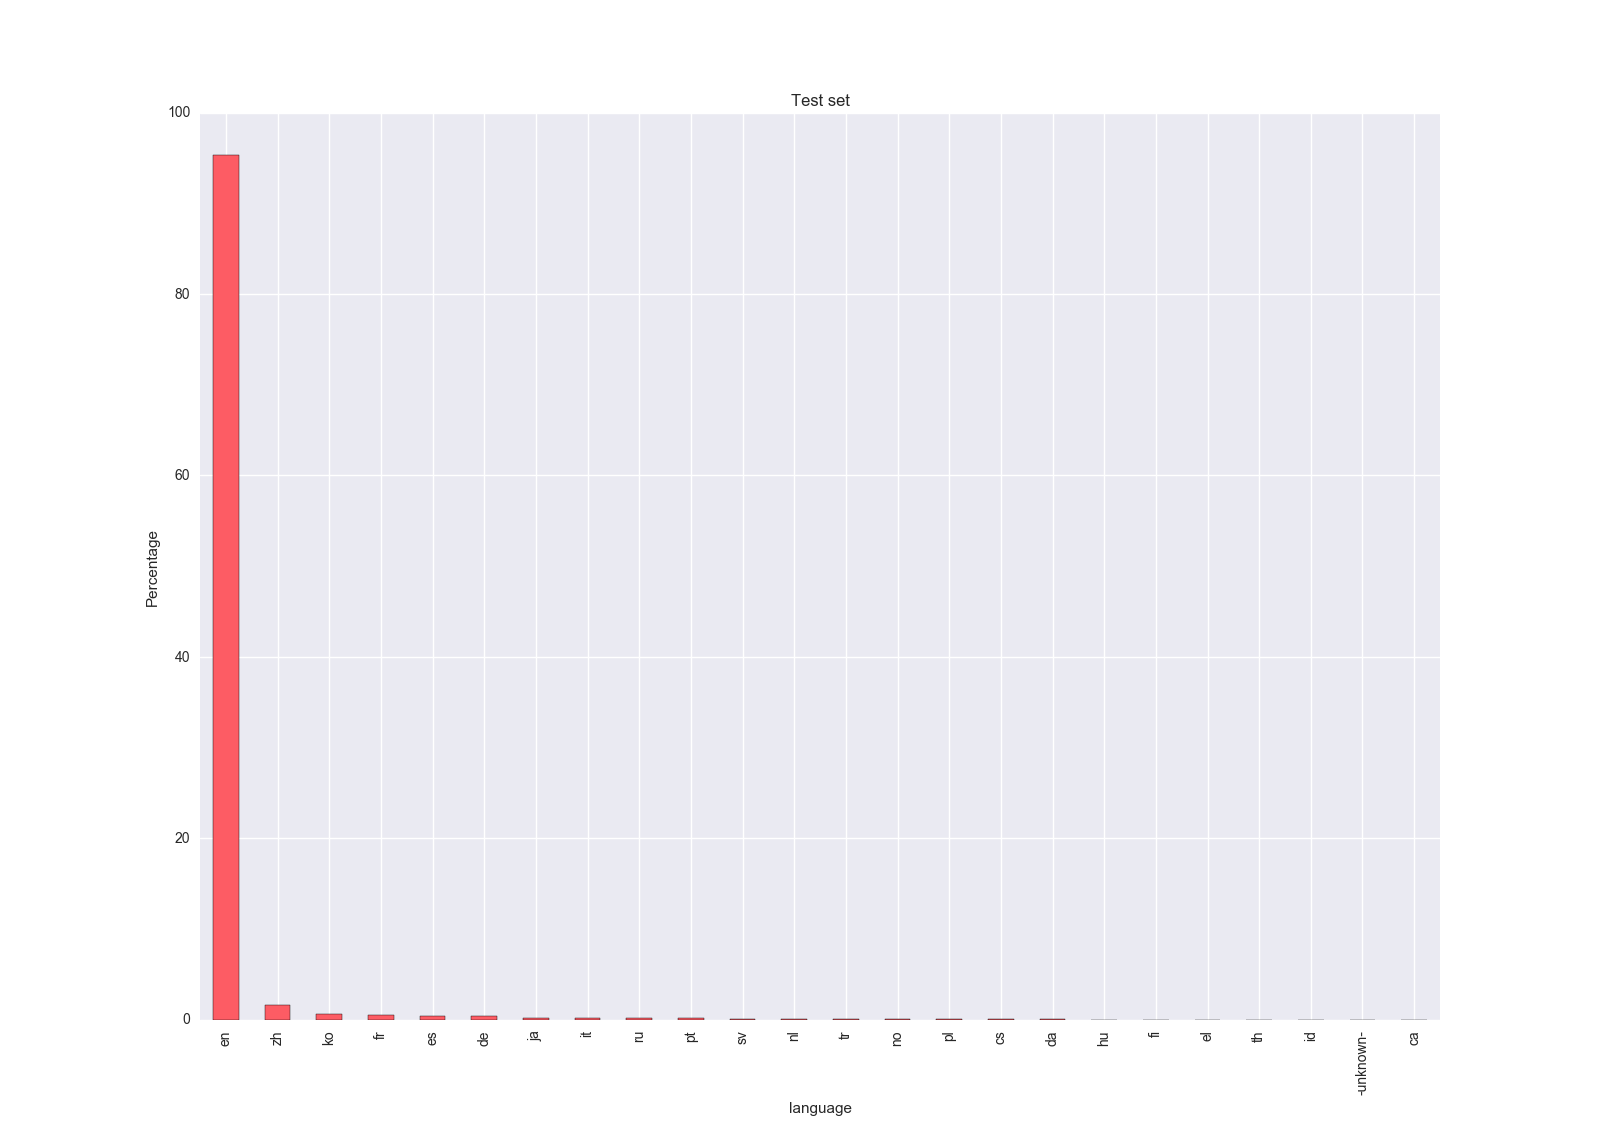 Test set
100
80
60
40
20
0
Percentage
en zh ko fr es de ja it ru pt sv nl tr no pl cs da hu fi el th id -unknown- ca
language